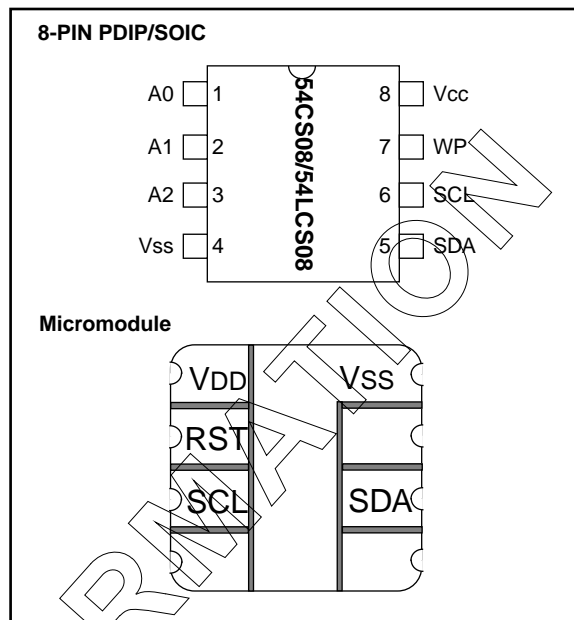 8-PIN PDIP/SOIC
A0 1 8 Vcc
A1 2 7 WP
A2 3 6 SCL
Vss 4 5 SDA
54CS08/54LCS08
Micromodule
VDD VSS
RST
SCL SDA
RMATION